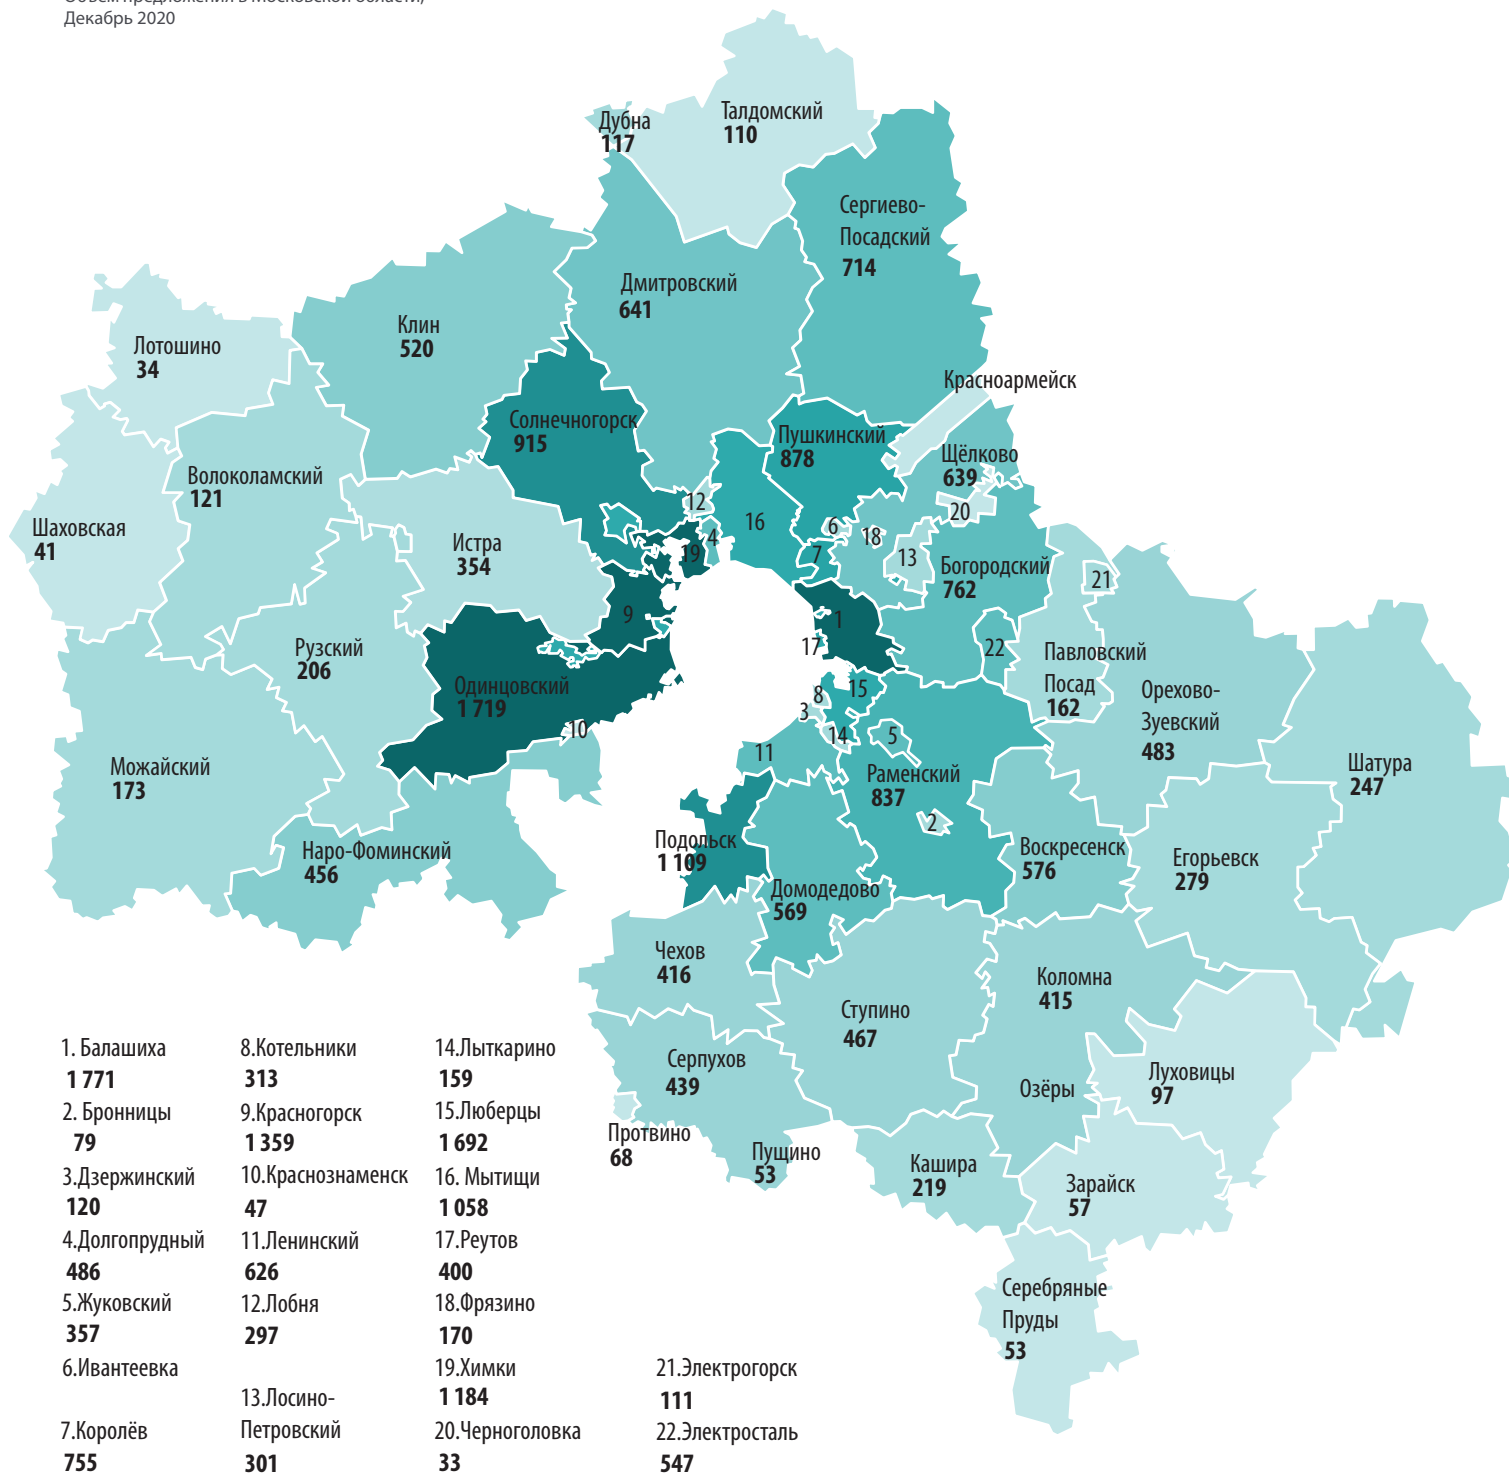 Объем предложения в Московской области,
Декабрь 2020
Дубна
117
Талдомский
110
Сергиево-
Посадский
714
Дмитровский
641
Клин
520
Лотошино
34
Красноармейск
Солнечногорск
915
Пушкинский
878
Щёлково
639
Волоколамский
121
Шаховская
41
Истра
354
12
16
6
18
20
19
4
7
13
Богородский
762
21
9
1
17
22
Рузский
206
Одинцовский
1 719
10
8
15
3
14
5
11
Павловский
Посад
162
Орехово-
Зуевский
483
Шатура
247
Можайский
173
Раменский
837
2
Наро-Фоминский
456
Подольск
1 109
Домодедово
569
Воскресенск
576
Егорьевск
279
Чехов
416
Ступино
467
Коломна
415
Серпухов
439
Озёры
Луховицы
97
Протвино
68
Пущино
53
Кашира
219
Зарайск
57
Серебряные
Пруды
53
1. Балашиха
1 771
2. Бронницы
79
3.Дзержинский
120
4.Долгопрудный
486
5.Жуковский
357
6.Ивантеевка
7.Королёв
755
8.Котельники
313
9.Красногорск
1 359
10.Краснознаменск
47
11.Ленинский
626
12.Лобня
297
13.Лосино-
Петровский
301
14.Лыткарино
159
15.Люберцы
1 692
16. Мытищи
1 058
17.Реутов
400
18.Фрязино
170
19.Химки
1 184
20.Черноголовка
33
21.Электрогорск
111
22.Электросталь
547